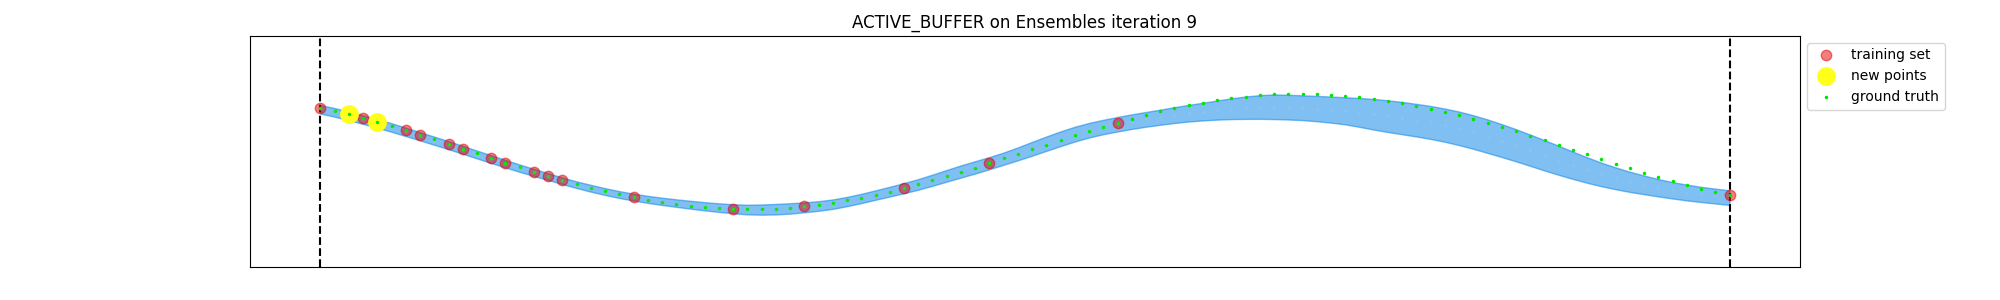 ACTIVE_BUFFER on Ensembles iteration 9
training set
new points
ground truth